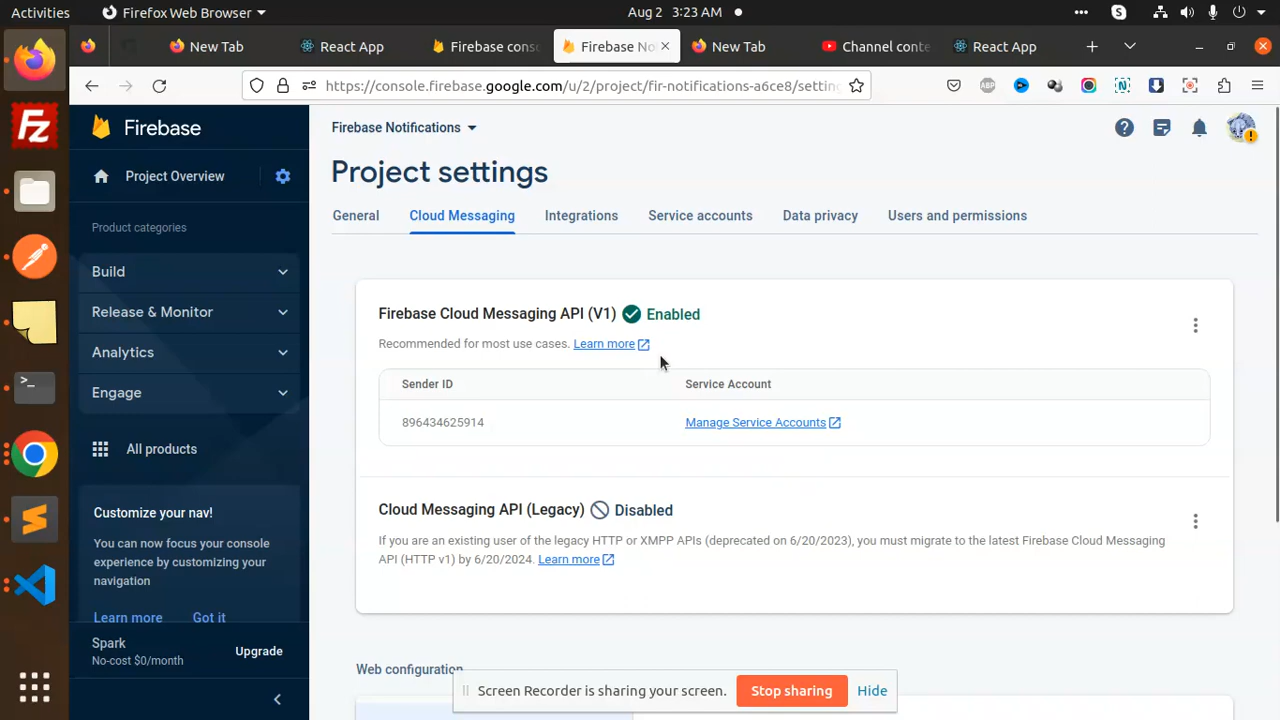 Activities
Firefox Web Browser
Aug 2 3:23 AM
New Tab
React App
Firebase cons
Firebase No
New Tab
Channel conte
React App
https://console.firebase.google.com/u/2/project/fir-notifications-a6ce8/settin
Firebase
Firebase Notifications
Project Overview
Project settings
General
Cloud Messaging
Integrations
Service accounts
Data privacy
Users and permissions
Product categories
Build
Release & Monitor
Analytics
Engage
All products
Firebase Cloud Messaging API (V1) Enabled
Recommended for most use cases. Learn more
Sender ID
Service Account
896434625914
Manage Service Accounts
Cloud Messaging API (Legacy) Disabled
If you are an existing user of the legacy HTTP or XMPP APIs (deprecated on 6/20/2023), you must migrate to the latest Firebase Cloud Messaging
API (HTTP v1) by 6/20/2024. Learn more
Customize your nav!
You can now focus your console
experience by customizing your
navigation
Learn more
Got it
Spark
No-cost $0/month
Upgrade
Web configuration
Screen Recorder is sharing your screen.
Stop sharing
Hide